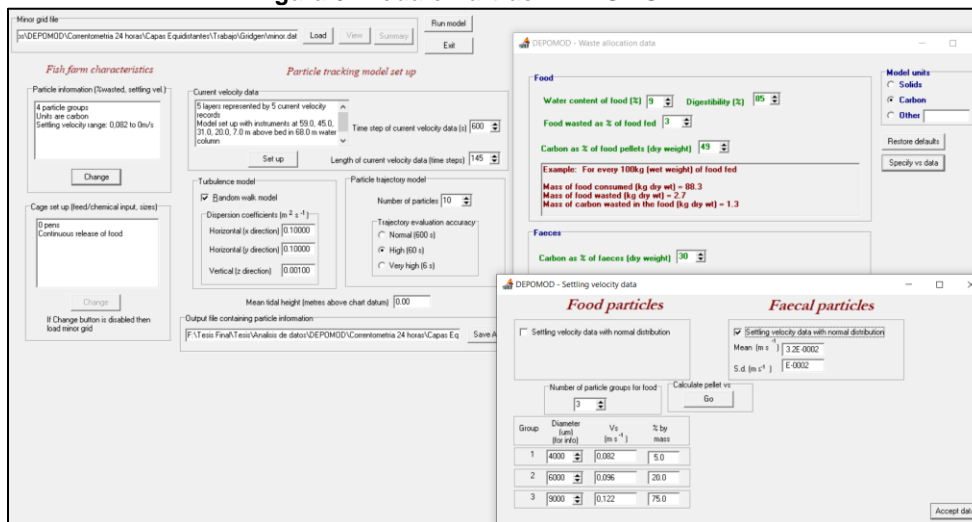 Minor grid file
os\DEPOMOD\Correntometria 24 horas\Capas Equidistantes\Trabajo\Gridgen\minor.dat
Load
View
Summary
Run model
Exit
Fish farm characteristics
Particle information (%wasted, settling vel.)
4 particle groups
Units are carbon
Settling velocity range: 0,082 to 0m/s
Change
Cage set up (feed/chemical input, sizes)
0 pens
Continuous release of food
Change
If Change button is disabled then
load minor grid
Particle tracking model set up
Current velocity data
5 layers represented by 5 current velocity
records
Model set up with instruments at 59.0, 45.0,
31.0, 20.0, 7.0 m above bed in 68.0 m water
column
Time step of current velocity data (s) 600
Set up
Length of current velocity data (time steps) 145
Turbulence model
Random walk model
Dispersion coefficients (m 2 s -1)
Horizontal (x direction) 0.10000
Horizontal (y direction) 0.10000
Vertical (z direction) 0.00100
Particle trajectory model
Number of particles 10
Trajectory evaluation accuracy
Normal (600 s)
High (60 s)
Very high (6 s)
Mean tidal height (metres above chart datum) 0.00
Output file containing particle information
F:\Tesis Final\Tesis\Analisis de datos\DEPOMOD\Correntometria 24 horas\Capas Eq
Save A
DEPOMOD - Waste allocation data
Food
Water content of food (%) 9
Digestibility (%) 85
Food wasted as % of food fed 3
Carbon as % of food pellets (dry weight) 49
Example: For every 100kg (wet weight) of food fed
Mass of food consumed (kg dry wt) = 88.3
Mass of food wasted (kg dry wt) = 2.7
Mass of carbon wasted in the food (kg dry wt) = 1.3
Faeces
Carbon as % of faeces (dry weight) 30
Model units
Solids
Carbon
Other
Restore defaults
Specify vs data
DEPOMOD - Settling velocity data
Food particles
Settling velocity data with normal distribution
Number of particle groups for food
3
Calculate pellet vs
Go
Group
Diameter
(um)
(for info)
Vs
(m s -1)
% by
mass
1 4000 0,082 5.0
2 6000 0,096 20.0
3 9000 0,122 75.0
Faecal particles
Settling velocity data with normal distribution
Mean (m s -1) 3.2E-0002
S.d. (m s-1) E-0002
Accept data